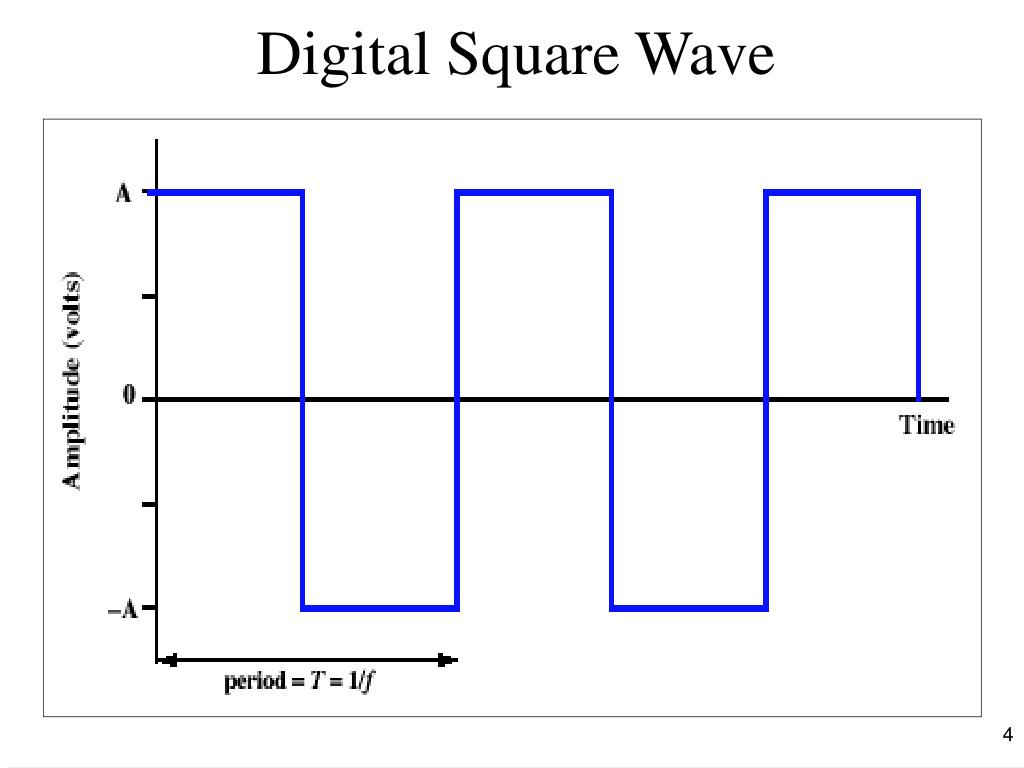 Digital Square Wave
A
Amplitude (volts)
0
Time
–A
period = T = 1/f
4